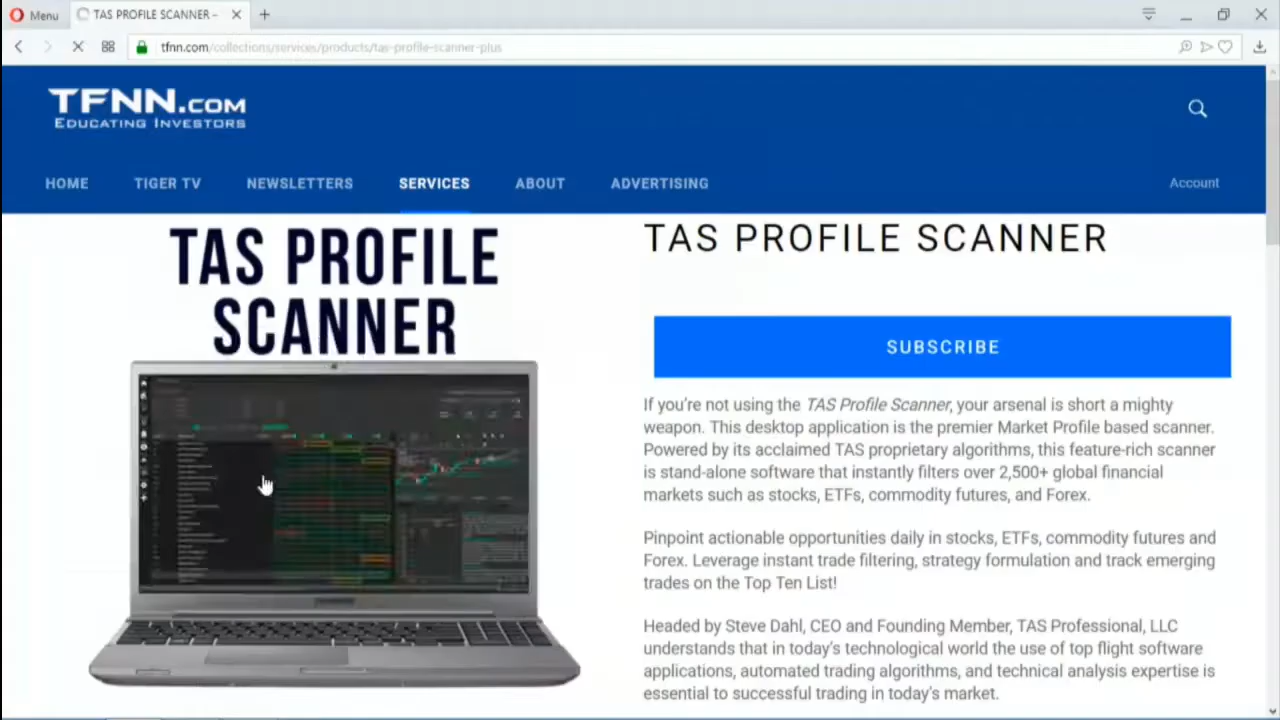 Menu
TAS PROFILE SCANNER –
tfnn.com/collections/services/products/tas-profile-scanner-plus
TFNN.COM
EDUCATING INVESTORS
HOME
TIGER TV
NEWSLETTERS
SERVICES
ABOUT
ADVERTISING
Account
TAS PROFILE
SCANNER
TAS PROFILE SCANNER
SUBSCRIBE
If you're not using the TAS Profile Scanner, your arsenal is short a mighty
weapon. This desktop application is the premier Market Profile based scanner.
Powered by its acclaimed TAS proprietary algorithms, this feature-rich scanner
is stand-alone software that instantly filters over 2,500+ global financial
markets such as stocks, ETFs, commodity futures, and Forex.
Pinpoint actionable opportunities daily in stocks, ETFs, commodity futures and
Forex. Leverage instant trade filtering, strategy formulation and track emerging
trades on the Top Ten List!
Headed by Steve Dahl, CEO and Founding Member, TAS Professional, LLC
understands that in today's technological world the use of top flight software
applications, automated trading algorithms, and technical analysis expertise is
essential to successful trading in today's market.